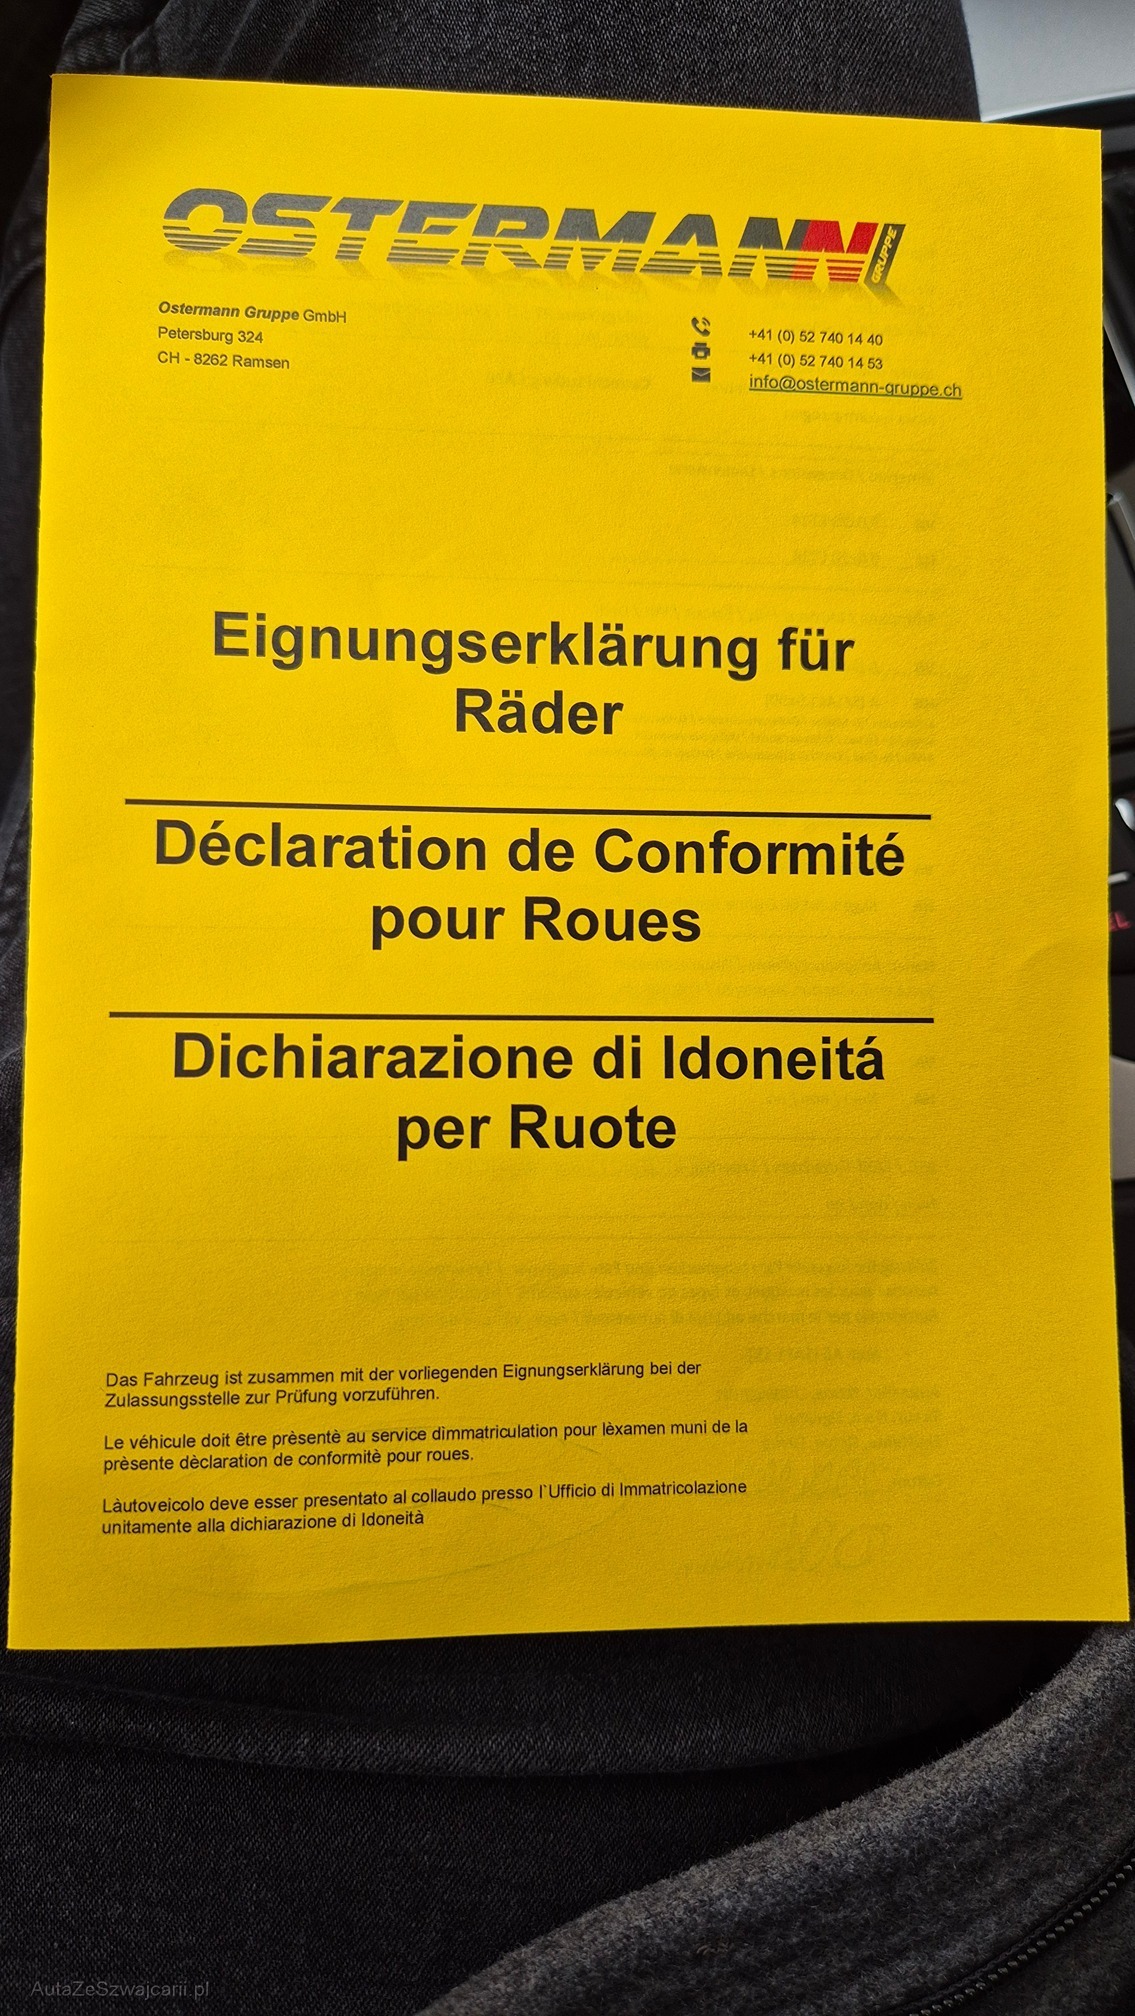 OSTERMANN GRUPPE
Ostermann Gruppe GmbH
Petersburg 324
CH - 8262 Ramsen
+41 (0) 52 740 14 40
+41 (0) 52 740 14 53
info@ostermann-gruppe.ch
Eignungserklärung für
Räder
Déclaration de Conformité
pour Roues
Dichiarazione di Idoneitá
per Ruote
Das Fahrzeug ist zusammen mit der vorliegenden Eignungserklärung bei der
Zulassungsstelle zur Prüfung vorzuführen.
Le véhicule doit être prèsentè au service dimmatriculation pour lèxamen muni de la
prèsente dèclaration de conformitè pour roues.
Làutoveicolo deve esser presentato al collaudo presso l`Ufficio di Immatricolazione
unitamente alla dichiarazione di Idoneità
AutaZeSzwajcarii.pl